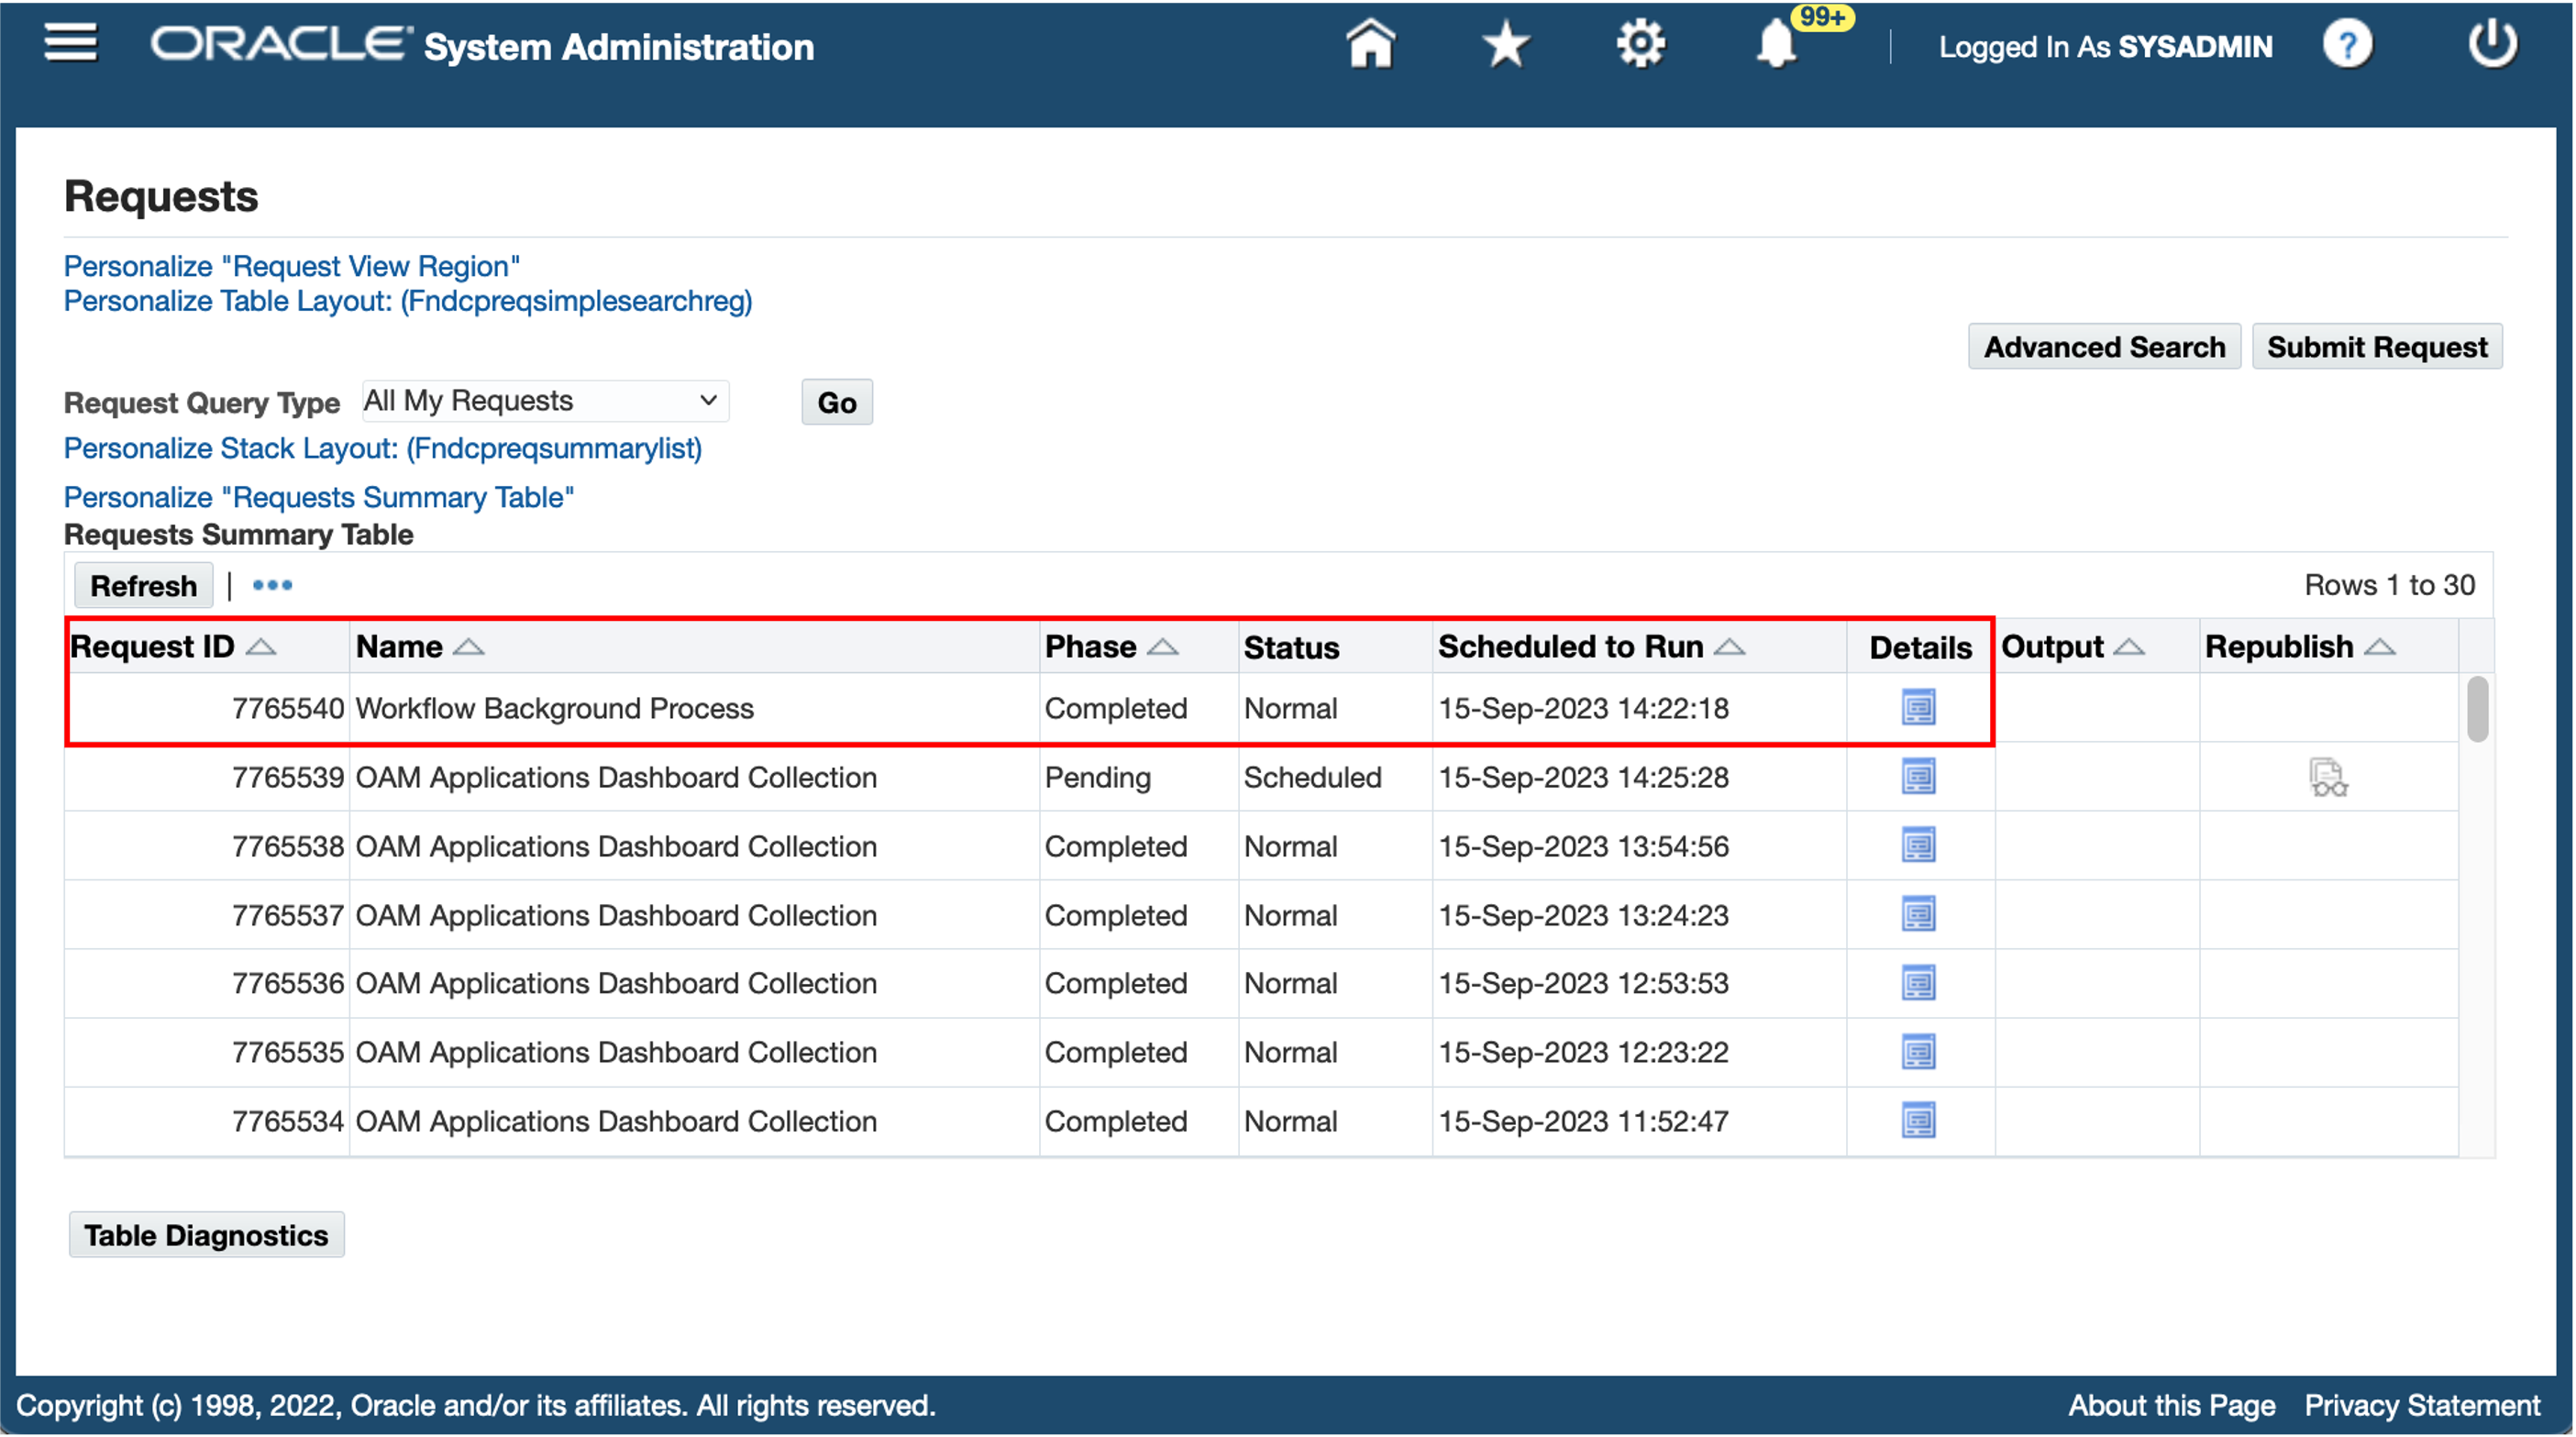 ORACLE System Administration
99+
Logged In As SYSADMIN
?
Requests
Personalize "Request View Region"
Personalize Table Layout: (Fndcpreqsimplesearchreg)
Advanced Search Submit Request
Request Query Type All My Requests Go
Personalize Stack Layout: (Fndcpreqsummarylist)
Personalize "Requests Summary Table"
Requests Summary Table
Refresh | ••• Rows 1 to 30
Request ID Name Phase Status Scheduled to Run Details Output Republish
7765540 Workflow Background Process Completed Normal 15-Sep-2023 14:22:18
7765539 OAM Applications Dashboard Collection Pending Scheduled 15-Sep-2023 14:25:28
7765538 OAM Applications Dashboard Collection Completed Normal 15-Sep-2023 13:54:56
7765537 OAM Applications Dashboard Collection Completed Normal 15-Sep-2023 13:24:23
7765536 OAM Applications Dashboard Collection Completed Normal 15-Sep-2023 12:53:53
7765535 OAM Applications Dashboard Collection Completed Normal 15-Sep-2023 12:23:22
7765534 OAM Applications Dashboard Collection Completed Normal 15-Sep-2023 11:52:47
Table Diagnostics
Copyright (c) 1998, 2022, Oracle and/or its affiliates. All rights reserved. About this Page Privacy Statement